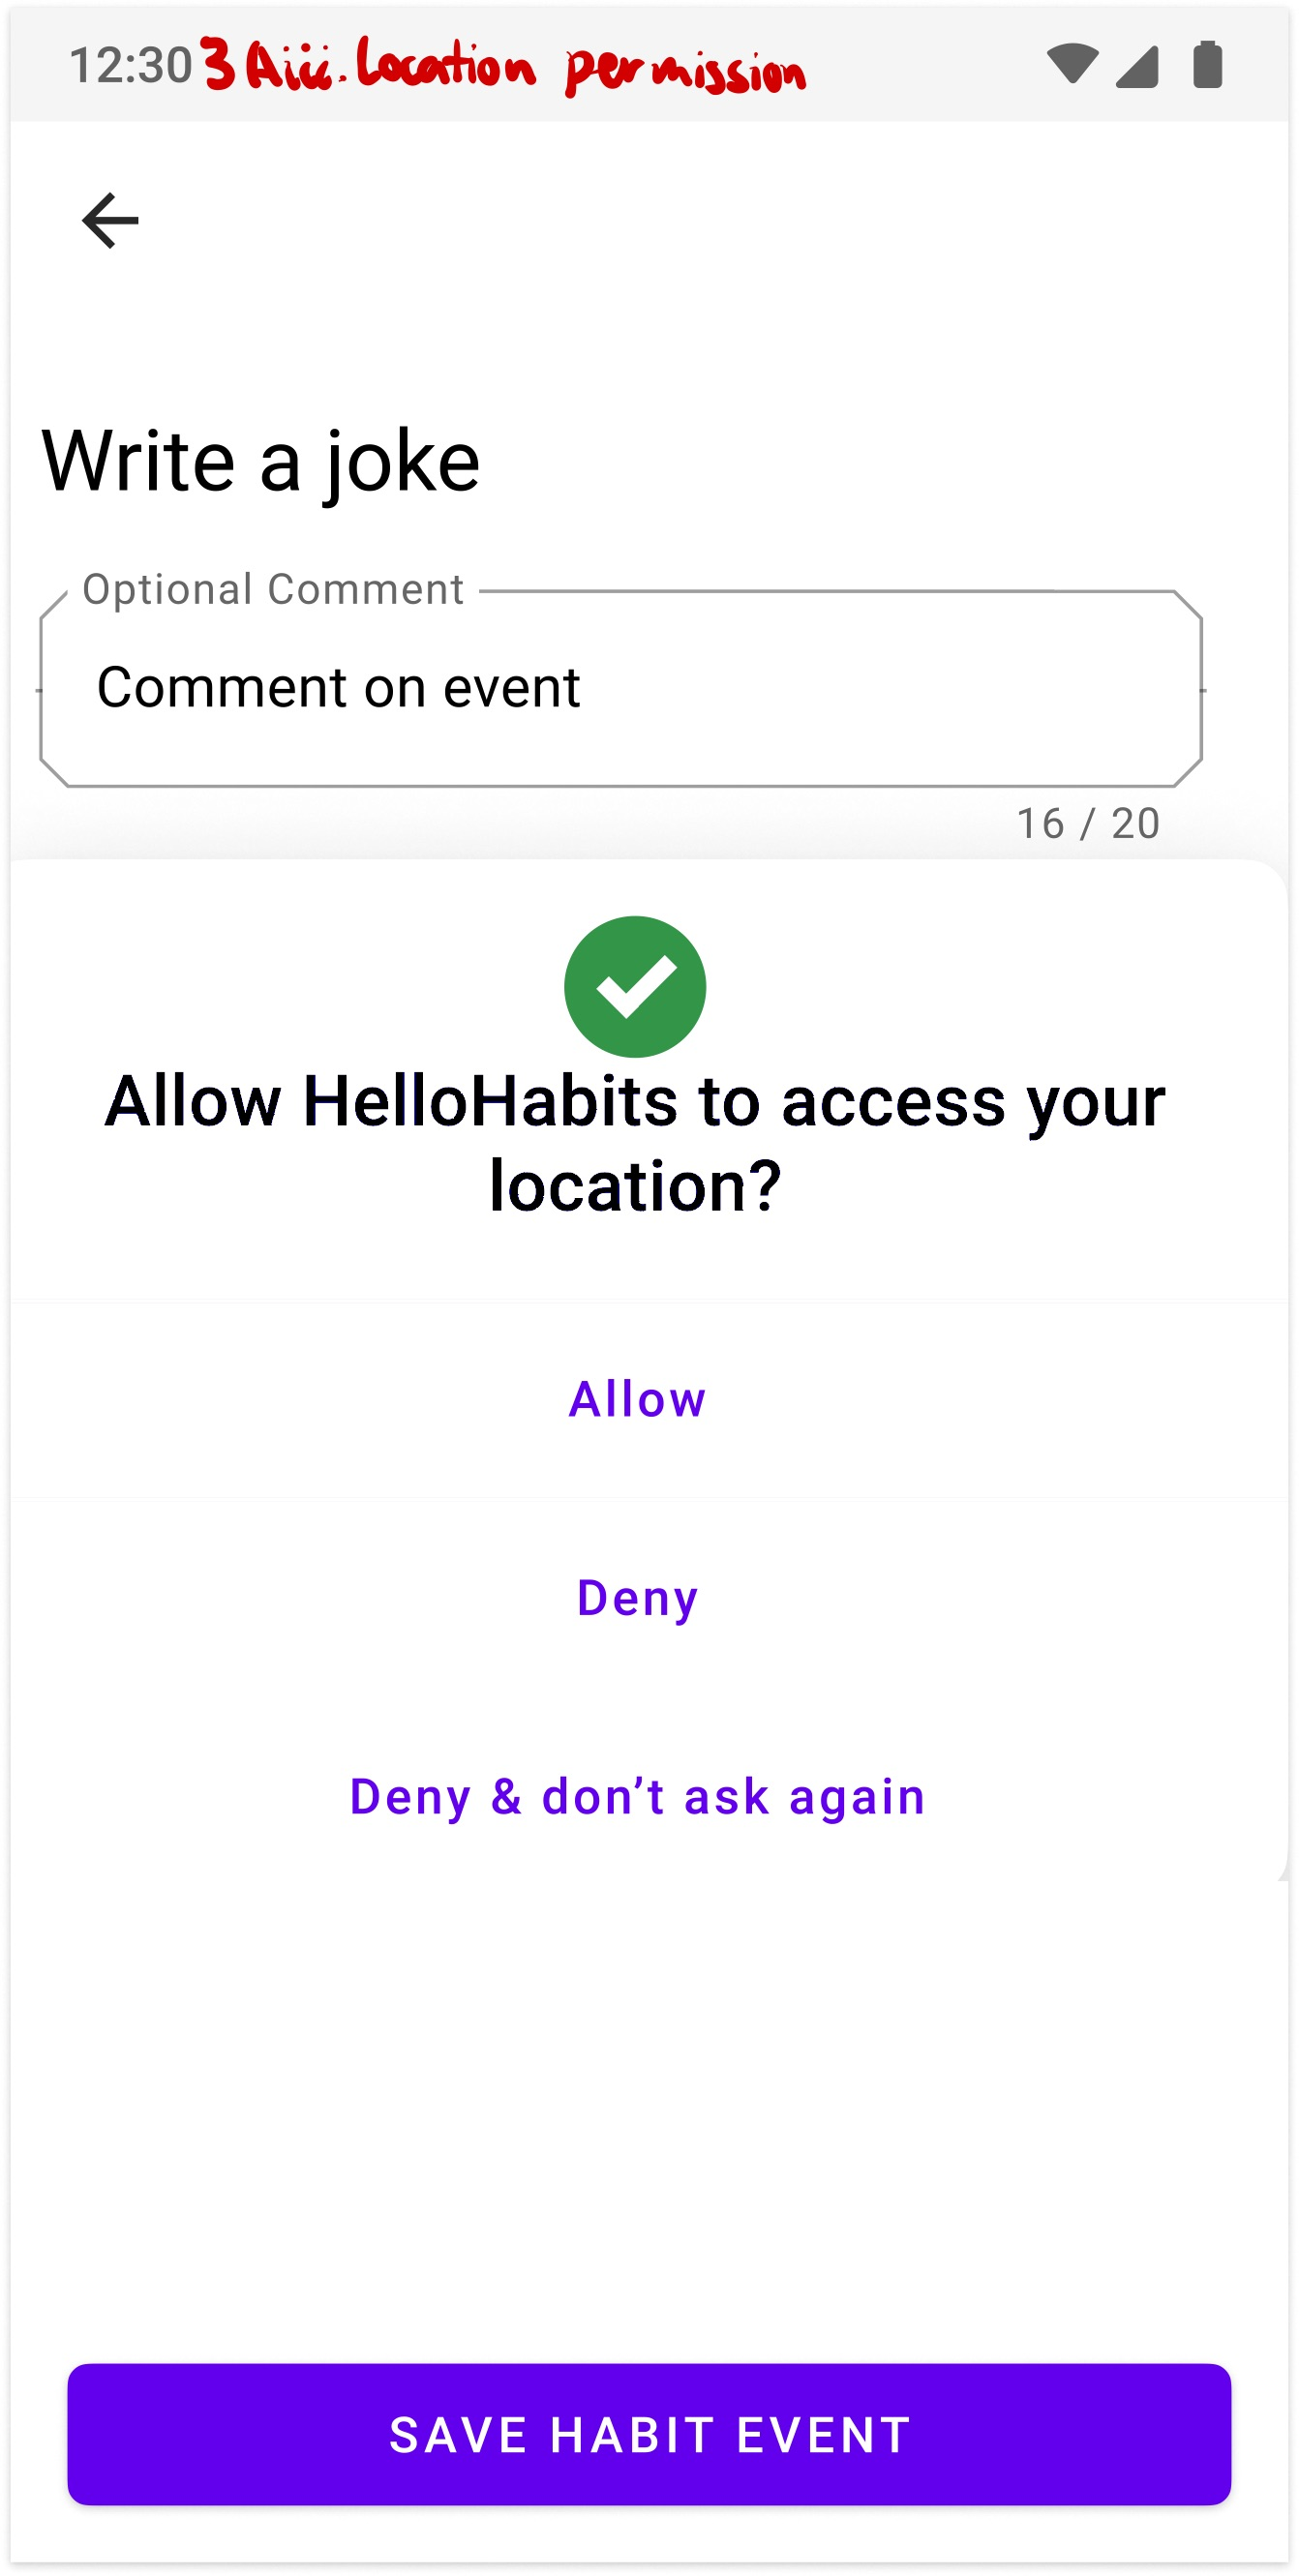 12:30 3 Aiii. Location permission
Write a joke
Optional Comment
Comment on event
16 / 20
Allow HelloHabits to access your
location?
Allow
Deny
Deny & don’t ask again
SAVE HABIT EVENT